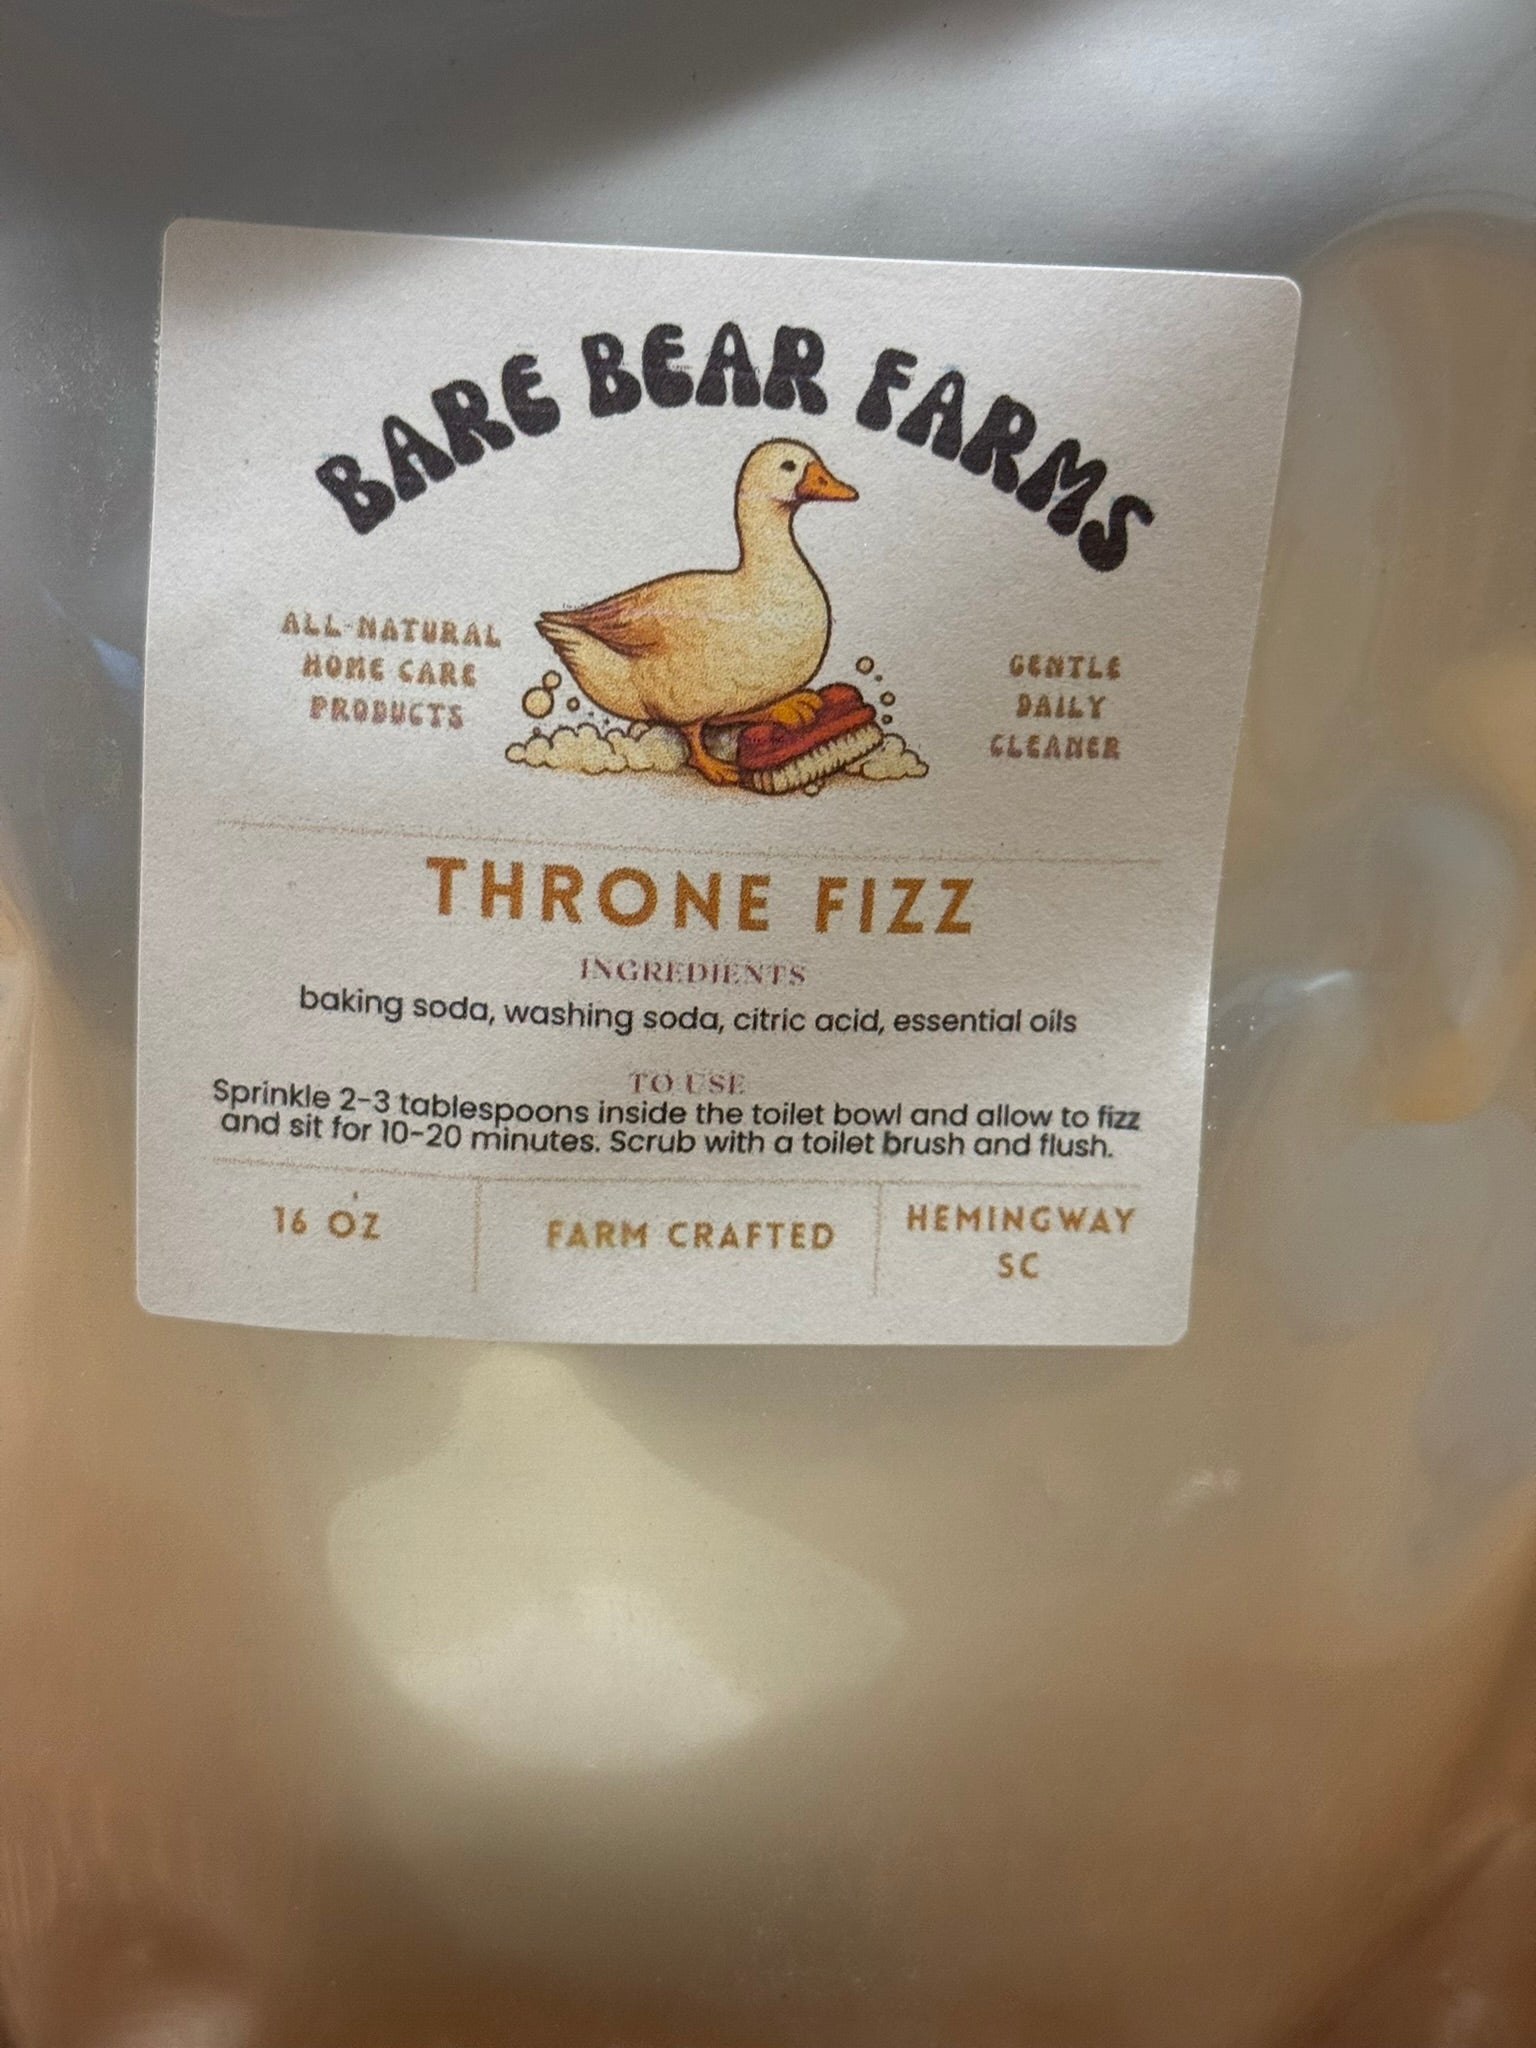 BARE BEAR FARMS
ALL-NATURAL
HOME CARE
PRODUCTS
GENTLE
DAILY
CLEANER
THRONE FIZZ
INGREDIENTS
baking soda, washing soda, citric acid, essential oils
TO USE
Sprinkle 2-3 tablespoons inside the toilet bowl and allow to fizz
and sit for 10-20 minutes. Scrub with a toilet brush and flush.
16 OZ
FARM CRAFTED
HEMINGWAY
SC